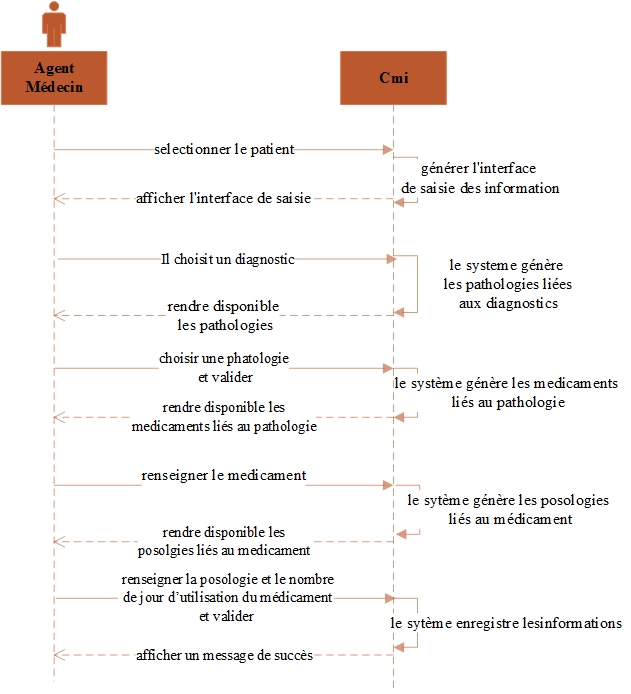 Agent
Médecin
Cmi
selectionner le patient
générer l'interface
de saisie des information
afficher l'interface de saisie
Il choisit un diagnostic
le systeme génère
les pathologies liées
aux diagnostics
rendre disponible
les pathologies
choisir une phatologie
et valider
le système génère les medicaments
liés au pathologie
rendre disponible les
medicaments liés au pathologie
renseigner le medicament
le sytème génère les posologies
liés au médicament
rendre disponible les
posolgies liés au medicament
renseigner la posologie et le nombre
de jour d’utilisation du médicament
et valider
le sytème enregistre lesinformations
afficher un message de succès